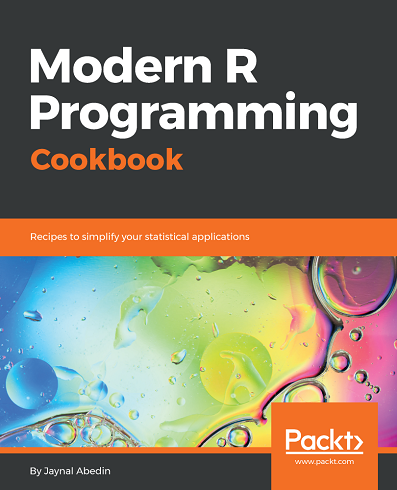 Modern R
Programming
Cookbook
Recipes to simplify your statistical applications
Packt>
www.packt.com
By Jaynal Abedin